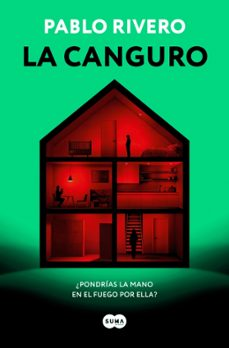 PABLO RIVERO
LA CANGURO
¿PONDRÍAS LA MANO
EN EL FUEGO POR ELLA?
SUMA